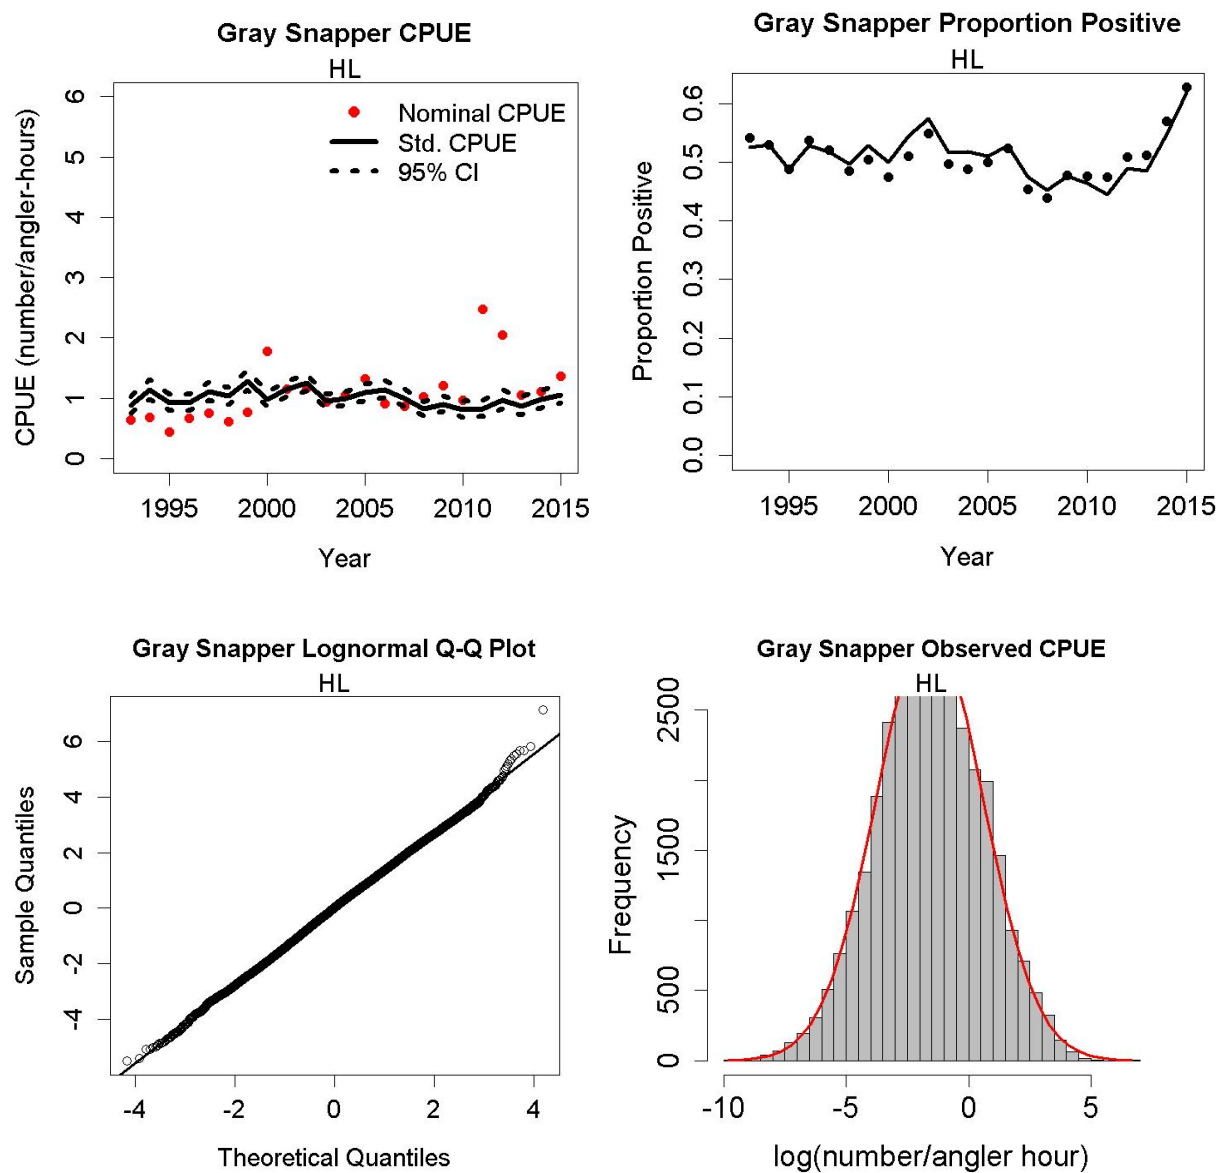 Gray Snapper CPUE
HL
CPUE (number/angler-hours)
6
5
4
3
2
1
0
Nominal CPUE
Std. CPUE
95% CI
1995 2000 2005 2010 2015
Year
Gray Snapper Proportion Positive
HL
Proportion Positive
0.6
0.5
0.4
0.3
0.2
0.1
0.0
1995 2000 2005 2010 2015
Year
Gray Snapper Lognormal Q-Q Plot
HL
Sample Quantiles
6
4
2
0
-2
-4
-4 -2 0 2 4
Theoretical Quantiles
Gray Snapper Observed CPUE
HL
Frequency
2500
1500
500
0
-10 -5 0 5
log(number/angler hour)